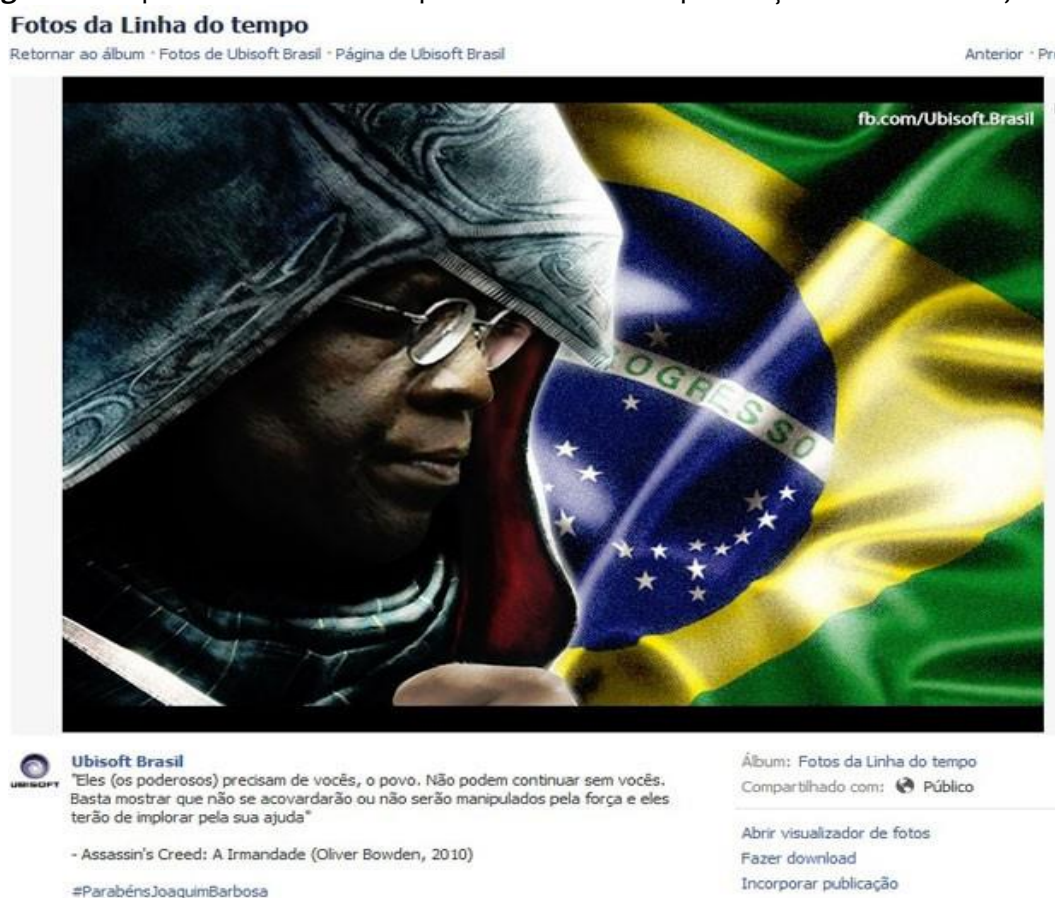 Fotos da Linha do tempo
Retornar ao álbum · Fotos de Ubisoft Brasil · Página de Ubisoft Brasil
Anterior ·
fb.com/Ubisoft.Brasil
OGRESSO
UBISOFT
Ubisoft Brasil
"Eles (os poderosos) precisam de vocês, o povo. Não podem continuar sem vocês.
Basta mostrar que não se acovardarão ou não serão manipulados pela força e eles
terão de implorar pela sua ajuda"
- Assassin's Creed: A Irmandade (Oliver Bowden, 2010)
#ParabénsJoaquimBarbosa
Álbum: Fotos da Linha do tempo
Compartilhado com: Público
Abrir visualizador de fotos
Fazer download
Incorporar publicação